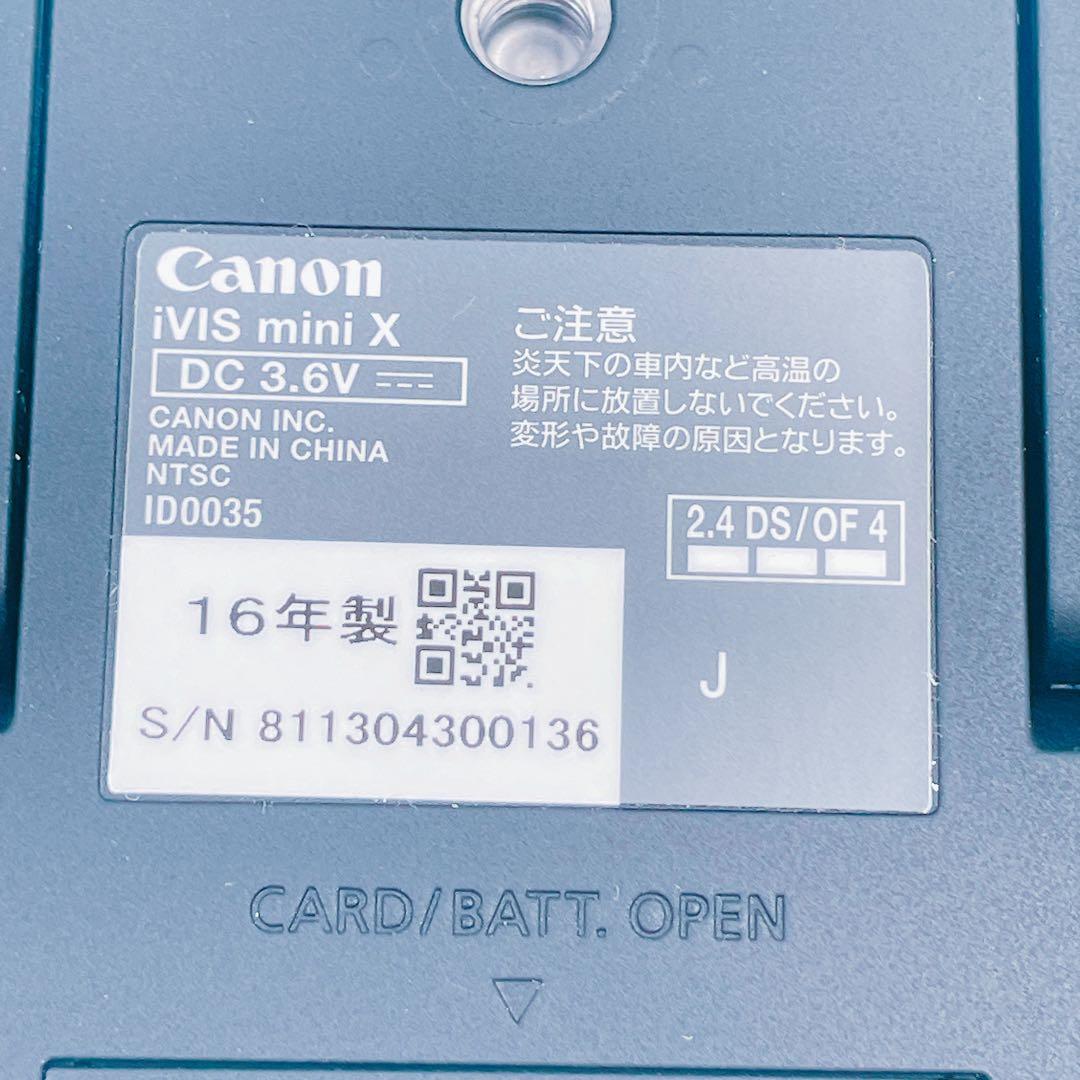 Canon
iVIS mini X
DC 3.6V
CANON INC.
MADE IN CHINA
NTSC
ID0035
ご注意
炎天下の車内など高温の
場所に放置しないでください。
変形や故障の原因となります。
2.4 DS/OF 4
16年製
J
S/N 811304300136
CARD/BATT. OPEN